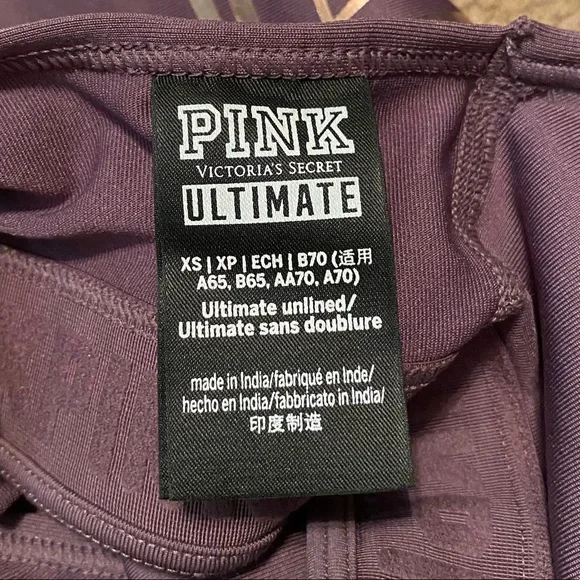 PINK
VICTORIA'S SECRET
ULTIMATE
XS | XP | ECH | B70 (适用
A65, B65, AA70, A70)
Ultimate unlined/
Ultimate sans doublure
made in India/fabriqué en Inde/
hecho en India/fabbricato in India/
印度制造